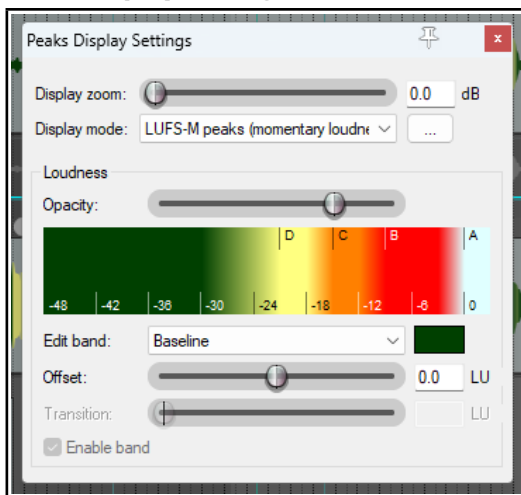 Peaks Display Settings
x
Display zoom: 0.0 dB
Display mode: LUFS-M peaks (momentary loudne ...
Loudness
Opacity:
D C B A
-48 -42 -36 -30 -24 -18 -12 -6 0
Edit band: Baseline
Offset: 0.0 LU
Transition: LU
Enable band